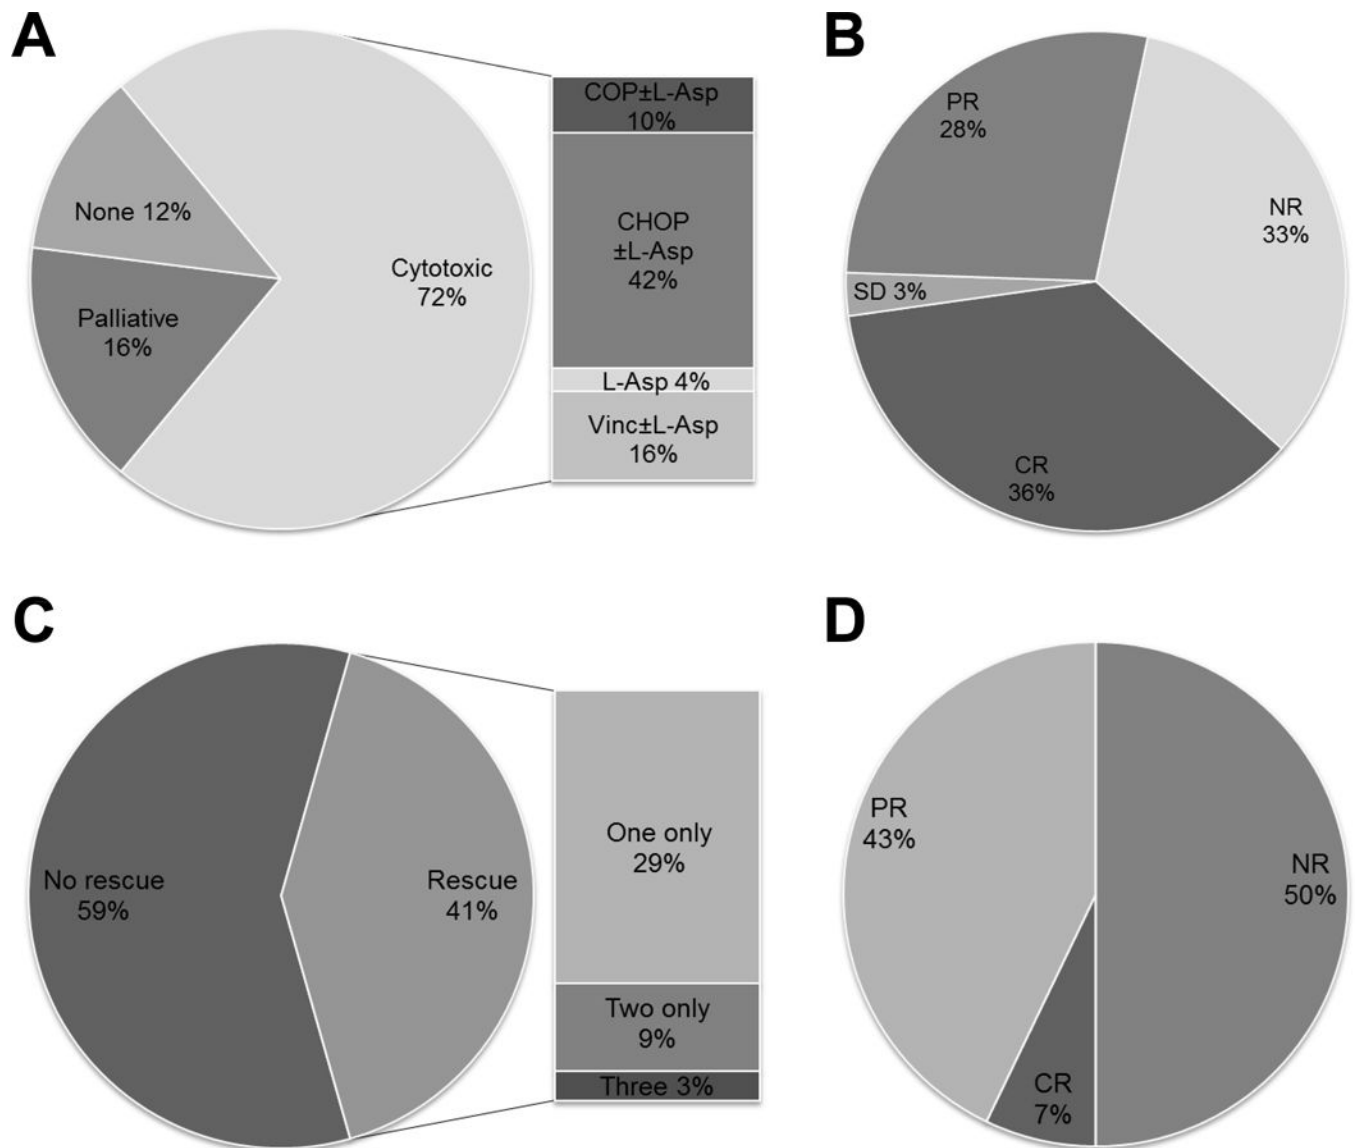 A
None 12%
Palliative
16%
Cytotoxic
72%
COP±L-Asp
10%
CHOP
±L-Asp
42%
L-Asp 4%
Vinc±L-Asp
16%
B
PR
28%
NR
33%
SD 3%
CR
36%
C
No rescue
59%
Rescue
41%
One only
29%
Two only
9%
Three 3%
D
PR
43%
NR
50%
CR
7%